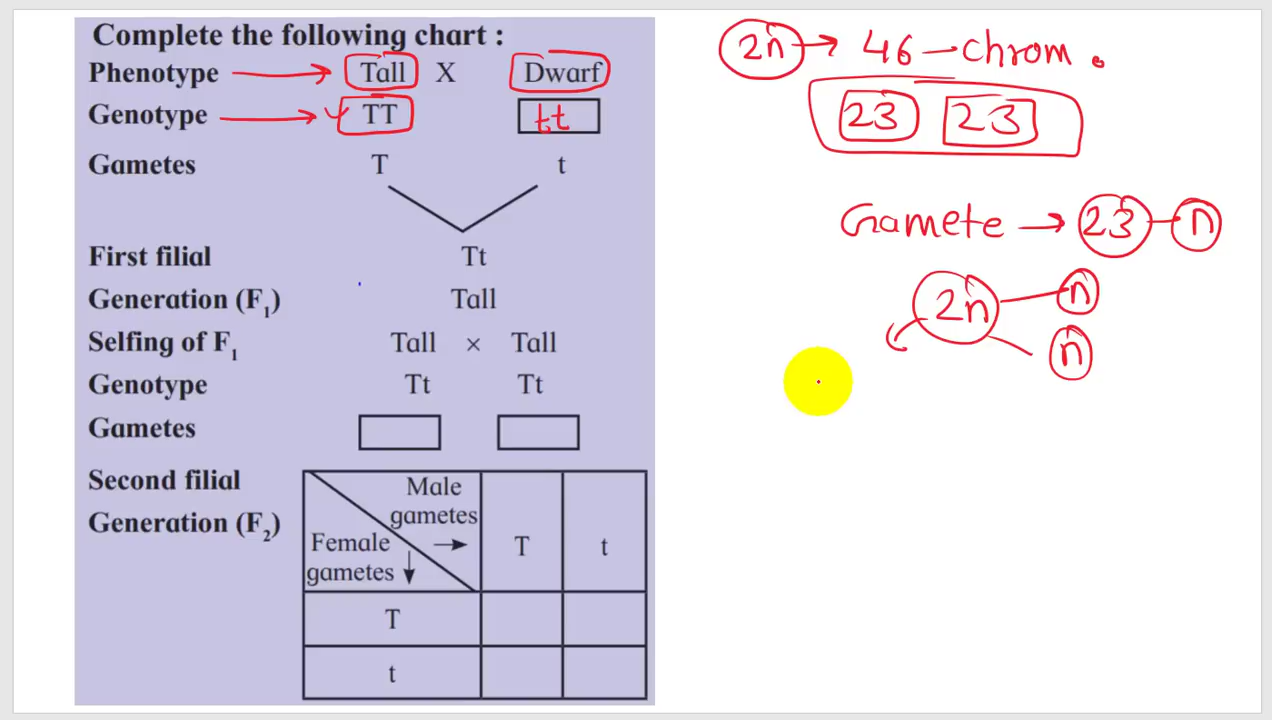 Complete the following chart :
Phenotype Tall X Dwarf
Genotype TT tt
Gametes T t
First filial Tt
Generation (F1) Tall
Selfing of F1 Tall × Tall
Genotype Tt Tt
Gametes
Second filial
Generation (F2)
Male
gametes
Female
gametes
T t
T
t
2n → 46 – chrom.
23 23
Gamete → 23 – n
2n n
n